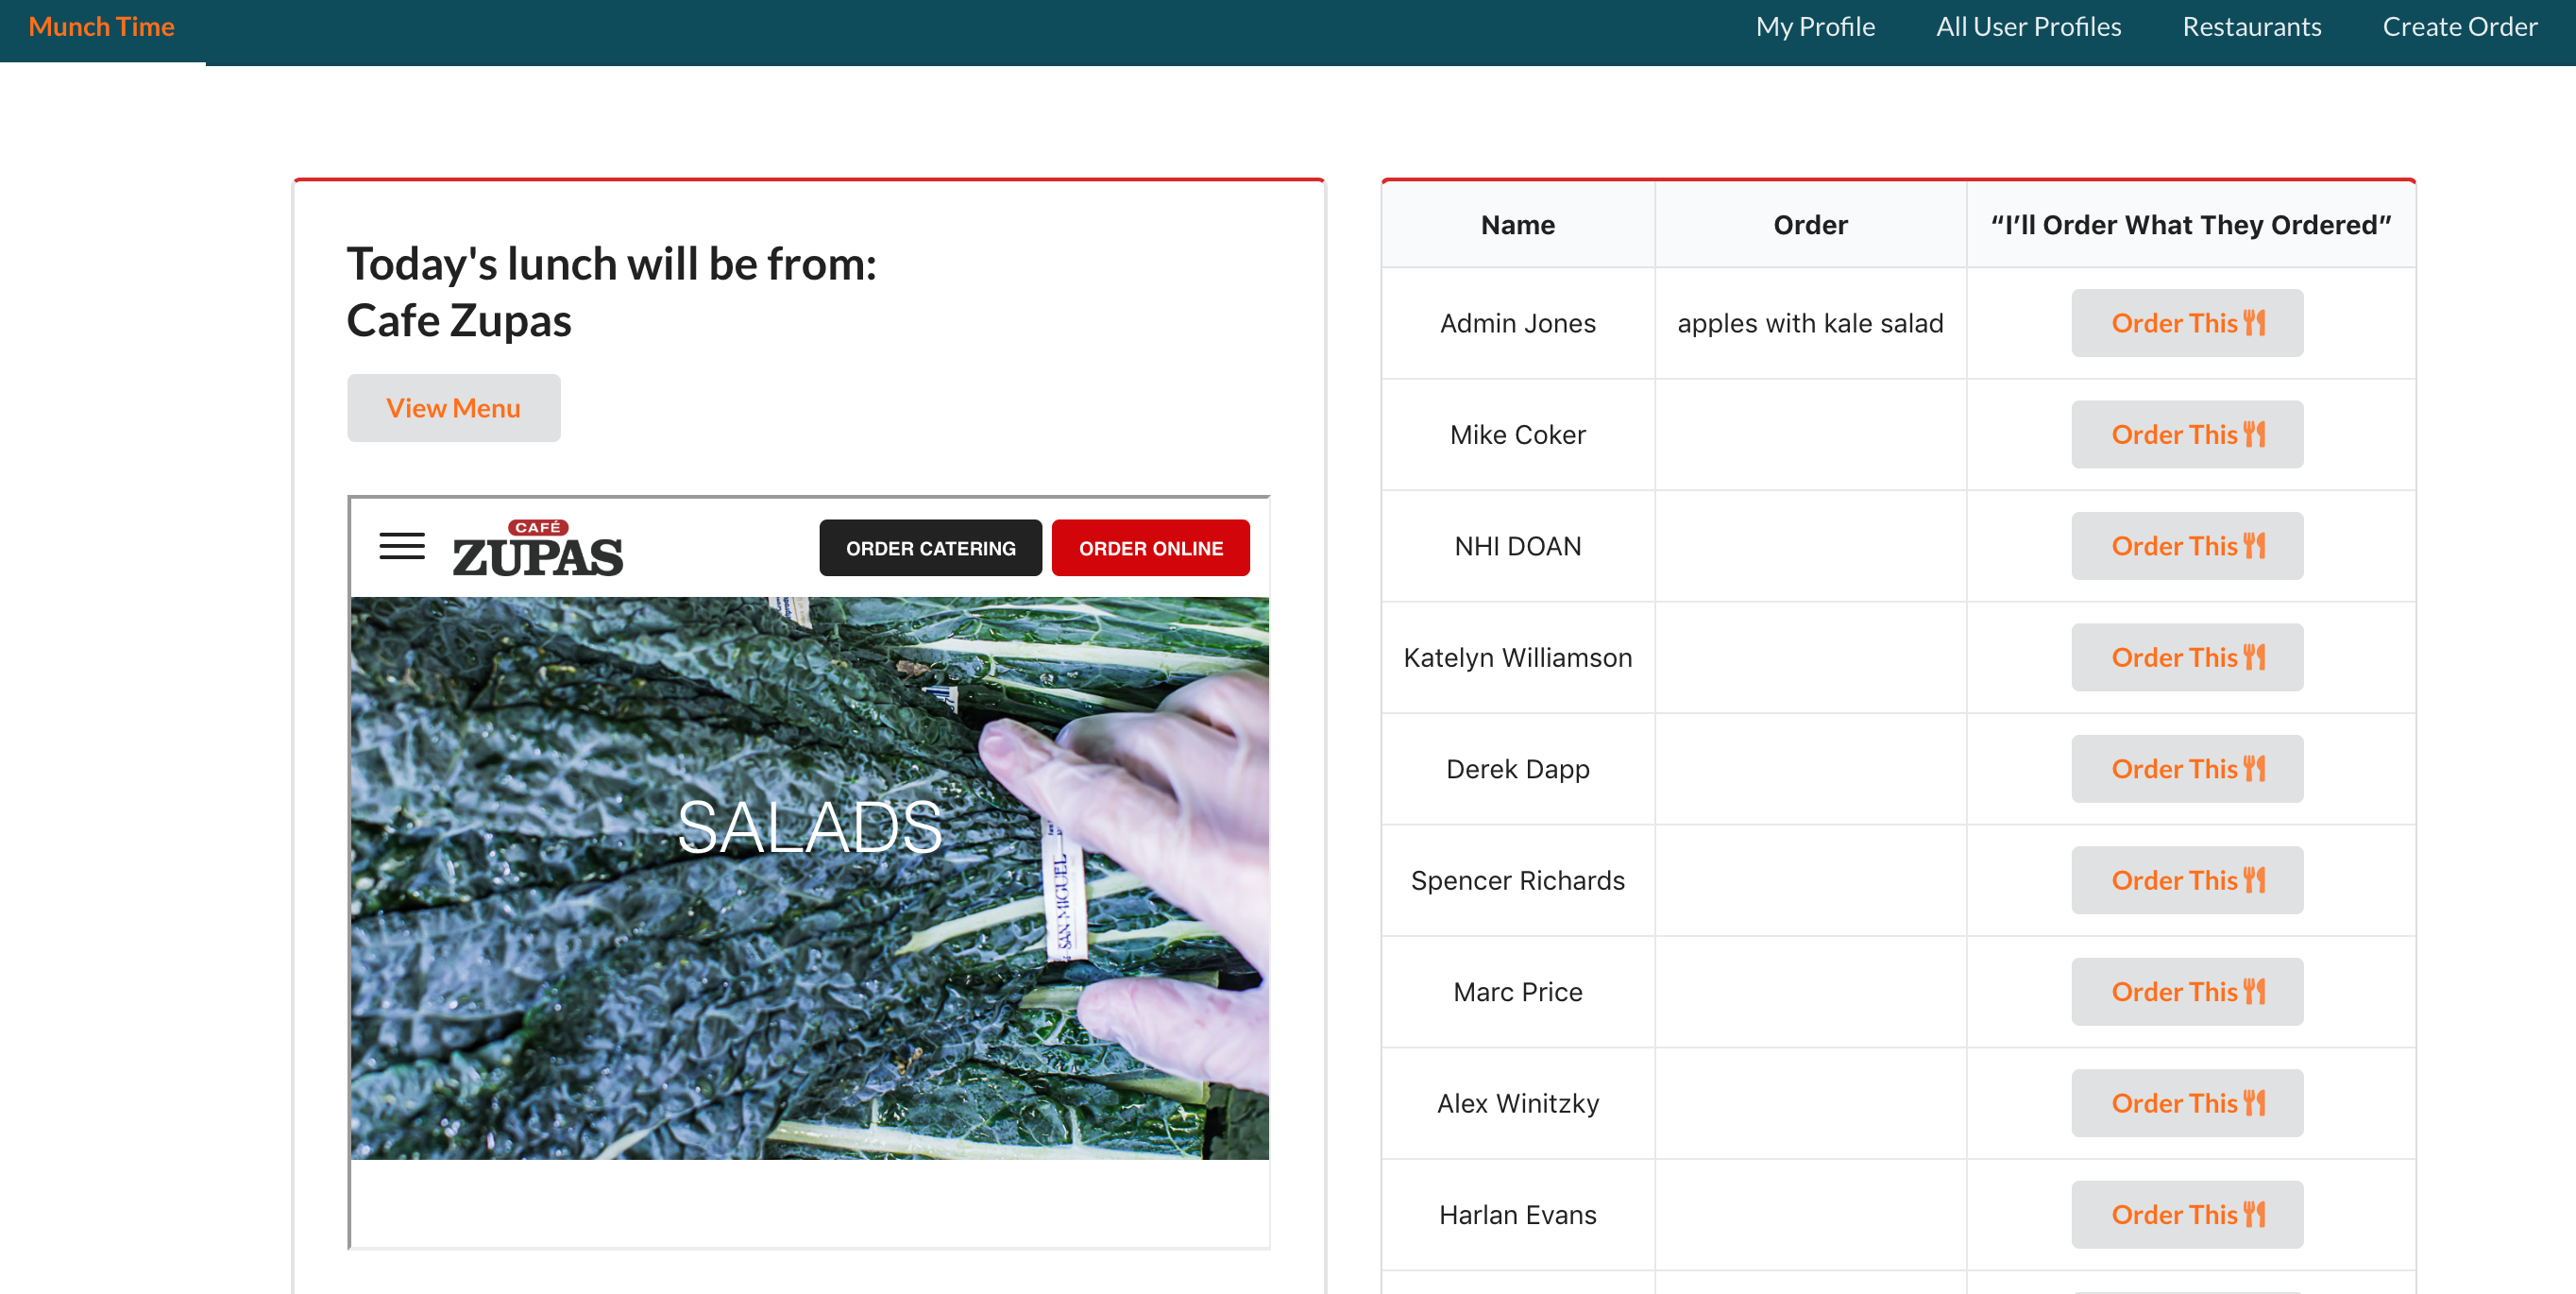 Munch Time
My Profile
All User Profiles
Restaurants
Create Order
Today's lunch will be from:
Cafe Zupas
View Menu
CAFÉ
ZUPAS
ORDER CATERING
ORDER ONLINE
SALADS
SAN MIGUEL
Name
Order
“I’ll Order What They Ordered”
Admin Jones
apples with kale salad
Order This
Mike Coker
Order This
NHI DOAN
Order This
Katelyn Williamson
Order This
Derek Dapp
Order This
Spencer Richards
Order This
Marc Price
Order This
Alex Winitzky
Order This
Harlan Evans
Order This